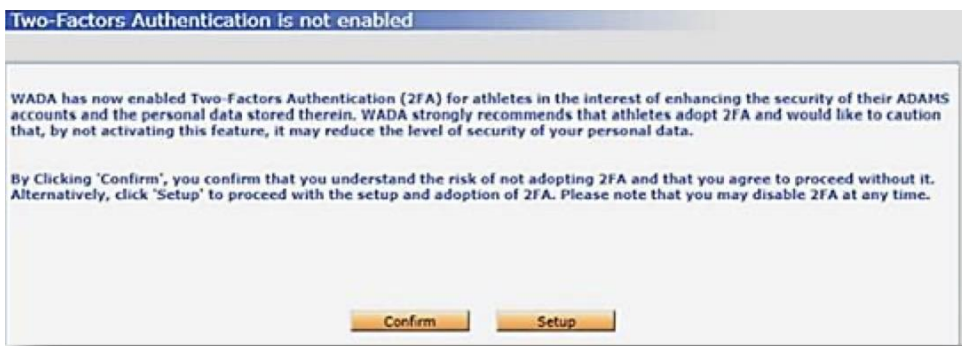 Two-Factors Authentication is not enabled
WADA has now enabled Two-Factors Authentication (2FA) for athletes in the interest of enhancing the security of their ADAMS
accounts and the personal data stored therein. WADA strongly recommends that athletes adopt 2FA and would like to caution
that, by not activating this feature, it may reduce the level of security of your personal data.
By Clicking 'Confirm', you confirm that you understand the risk of not adopting 2FA and that you agree to proceed without it.
Alternatively, click 'Setup' to proceed with the setup and adoption of 2FA. Please note that you may disable 2FA at any time.
Confirm Setup